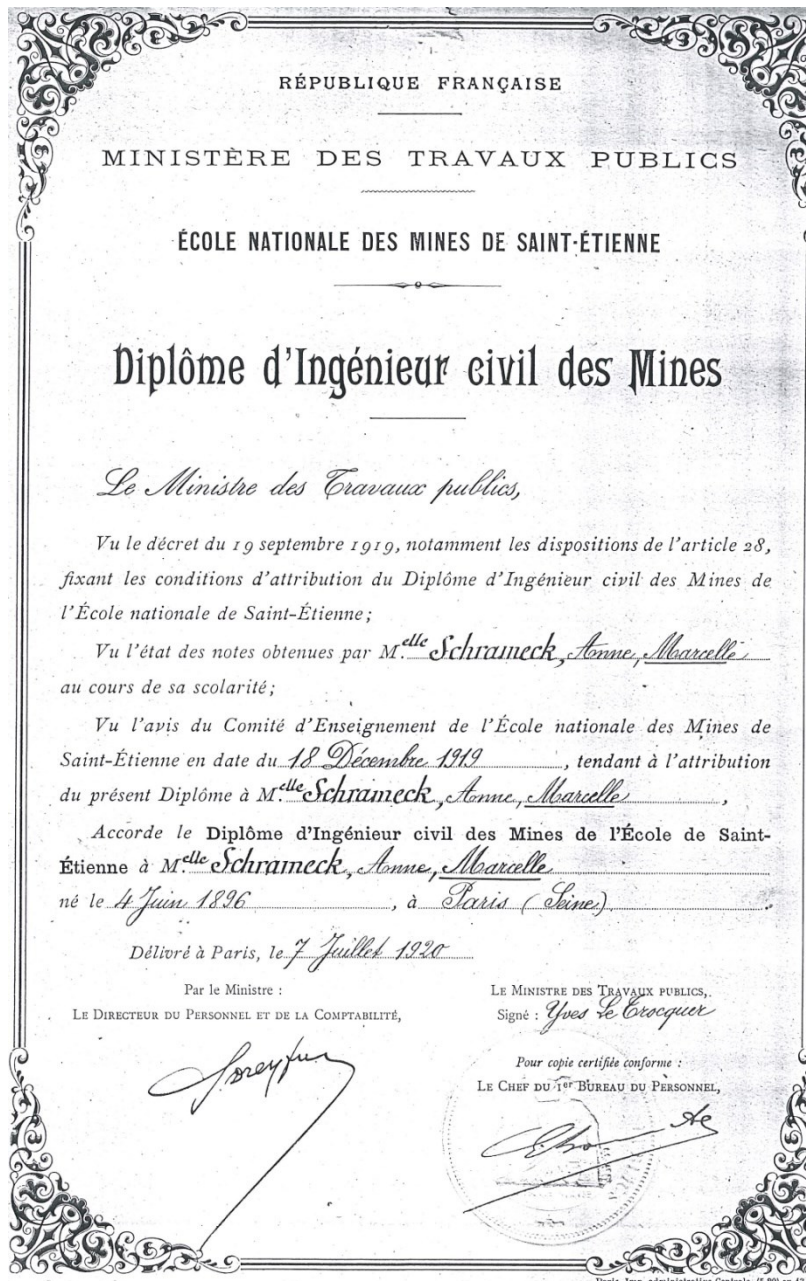 RÉPUBLIQUE FRANÇAISE
MINISTÈRE DES TRAVAUX PUBLICS
ÉCOLE NATIONALE DES MINES DE SAINT-ÉTIENNE
Diplôme d'Ingénieur civil des Mines
Le Ministre des Travaux publics,
Vu le décret du 19 septembre 1919, notamment les dispositions de l'article 28,
fixant les conditions d'attribution du Diplôme d'Ingénieur civil des Mines de
l'École nationale de Saint-Étienne;
Vu l'état des notes obtenues par M.elle Schrameck, Anne, Marcelle
au cours de sa scolarité;
Vu l'avis du Comité d'Enseignement de l'École nationale des Mines de
Saint-Étienne en date du 18 Décembre 1919, tendant à l'attribution
du présent Diplôme à M.elle Schrameck, Anne, Marcelle,
Accorde le Diplôme d'Ingénieur civil des Mines de l'École de Saint-
Étienne à M.elle Schrameck, Anne, Marcelle
né le 4 Juin 1896, à Paris (Seine).
Délivré à Paris, le 7 Juillet 1920
Par le Ministre :
LE DIRECTEUR DU PERSONNEL ET DE LA COMPTABILITÉ,
LE MINISTRE DES TRAVAUX PUBLICS,
Signé : Yves Le Trocquer
Pour copie certifiée conforme :
LE CHEF DU 1er BUREAU DU PERSONNEL,